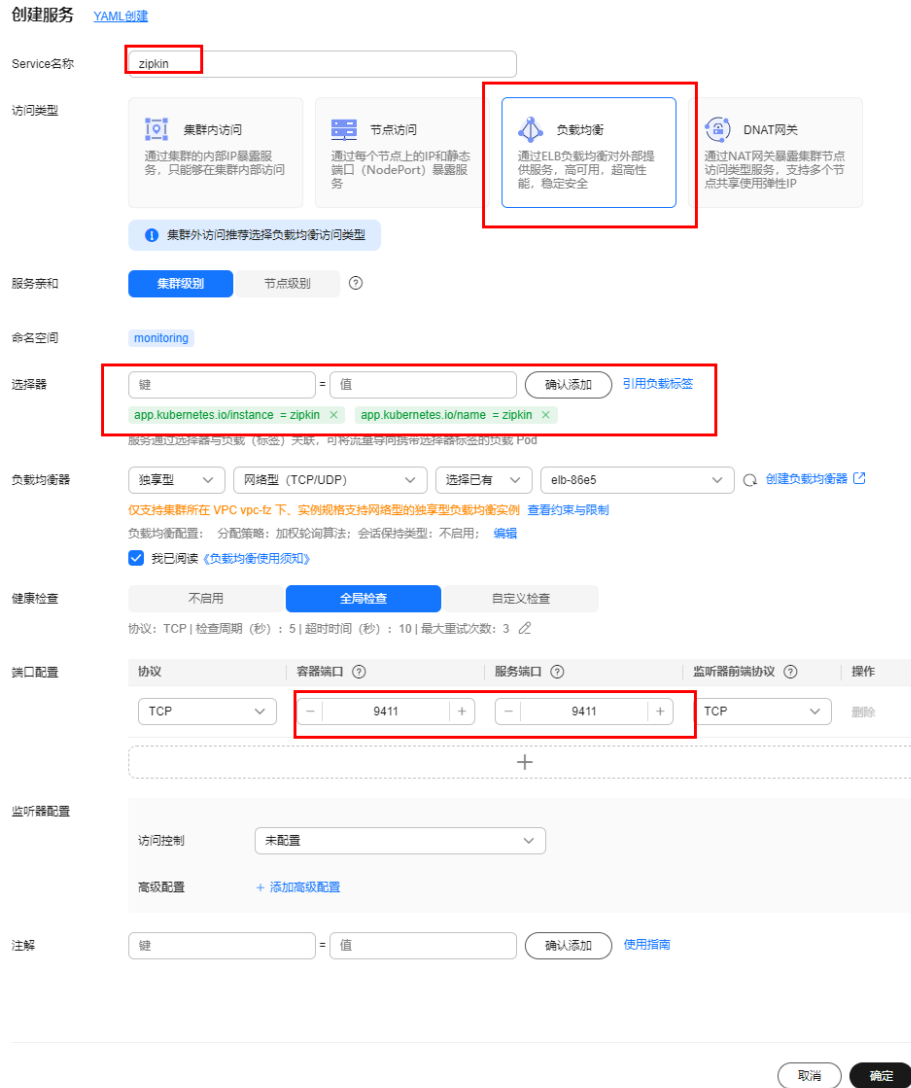 创建服务 YAML创建
Service名称 zipkin
访问类型
集群内访问
通过集群的内部IP暴露服
务，只能够在集群内部访问
节点访问
通过每个节点上的IP和静态
端口（NodePort）暴露服
务
负载均衡
通过ELB负载均衡对外部提
供服务，高可用，超高性
能，稳定安全
DNAT网关
通过NAT网关暴露集群节点
访问类型服务，支持多个节
点共享使用弹性IP
集群外访问推荐选择负载均衡访问类型
服务亲和 集群级别 节点级别
命名空间 monitoring
选择器 键 = 值 确认添加 引用负载标签
app.kubernetes.io/instance = zipkin × app.kubernetes.io/name = zipkin ×
服务通过选择器与负载（标签）关联，可将流量导向携带选择器标签的负载 Pod
负载均衡器 独享型 网络型（TCP/UDP） 选择已有 elb-86e5 创建负载均衡器
仅支持集群所在 VPC vpc-fz 下、实例规格支持网络型的独享型负载均衡实例 查看约束与限制
负载均衡配置： 分配策略：加权轮询算法；会话保持类型：不启用； 编辑
我已阅读《负载均衡使用须知》
健康检查 不启用 全局检查 自定义检查
协议：TCP | 检查周期（秒）：5 | 超时时间（秒）：10 | 最大重试次数：3
端口配置 协议 容器端口 服务端口 监听器前端协议 操作
TCP − 9411 + − 9411 + TCP 删除
+
监听器配置
访问控制 未配置
高级配置 + 添加高级配置
注解 键 = 值 确认添加 使用指南
取消 确定